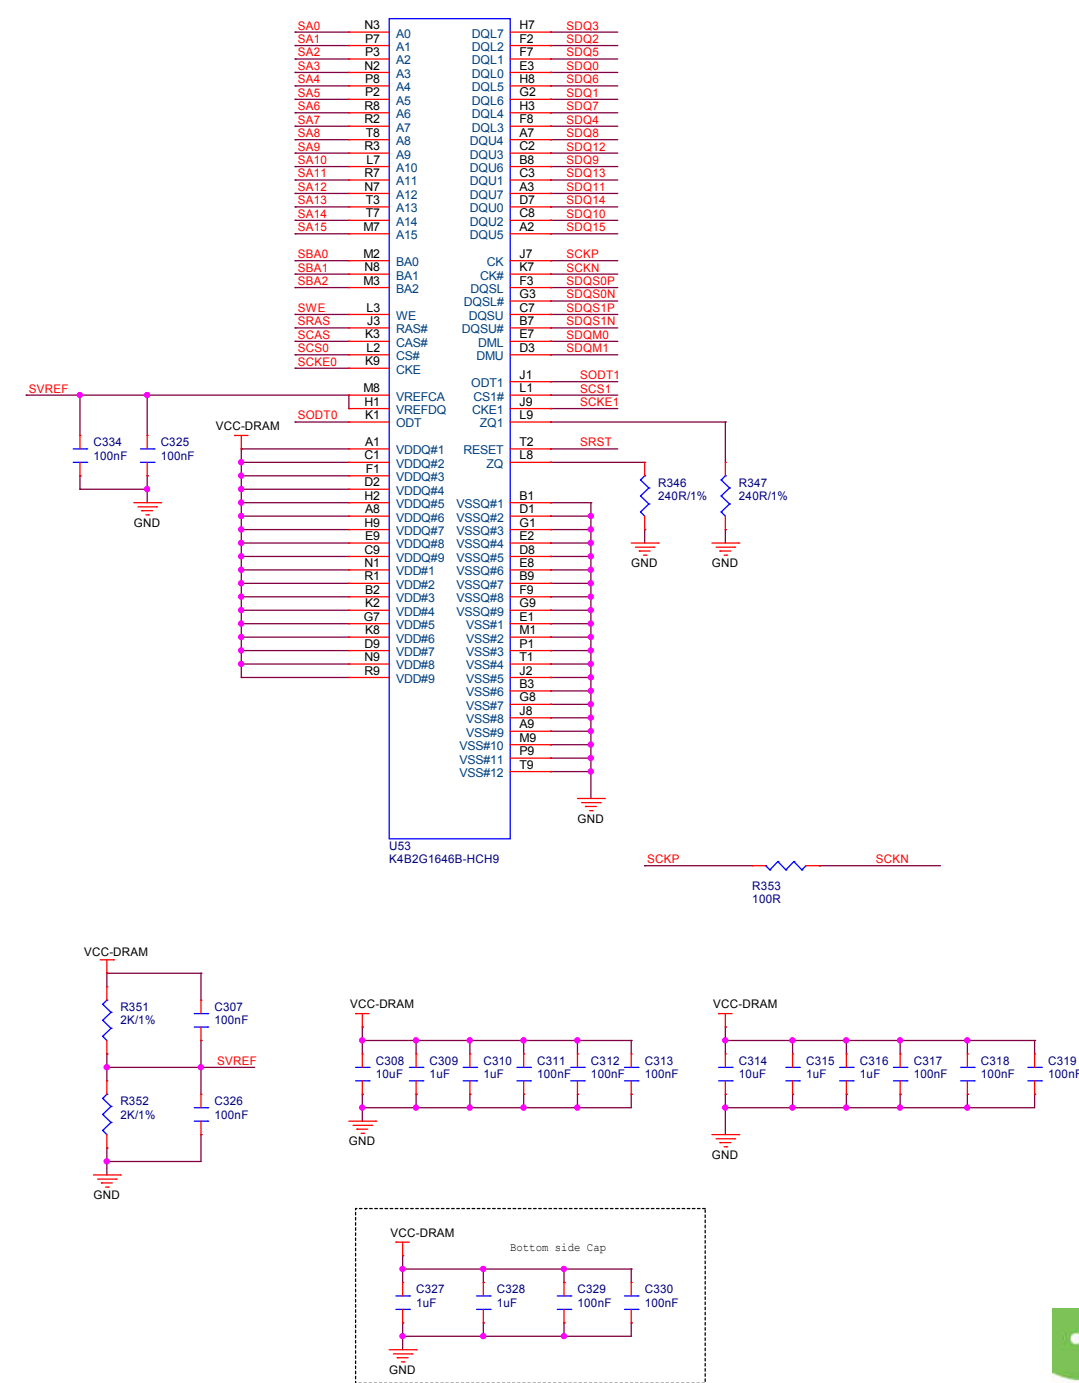 SA0 N3 A0 DQL7 H7 SDQ3
SA1 P7 A1 DQL2 F2 SDQ2
SA2 P3 A2 DQL1 F7 SDQ5
SA3 N2 A3 DQL0 E3 SDQ0
SA4 P8 A4 DQL5 H8 SDQ6
SA5 P2 A5 DQL6 G2 SDQ1
SA6 R8 A6 DQL4 H3 SDQ7
SA7 R2 A7 DQL3 F8 SDQ4
SA8 T8 A8 DQU4 A7 SDQ8
SA9 R3 A9 DQU3 C2 SDQ12
SA10 L7 A10 DQU6 B8 SDQ9
SA11 R7 A11 DQU1 C3 SDQ13
SA12 N7 A12 DQU7 A3 SDQ11
SA13 T3 A13 DQU0 D7 SDQ14
SA14 T7 A14 DQU2 C8 SDQ10
SA15 M7 A15 DQU5 A2 SDQ15
SBA0 M2 BA0 CK J7 SCKP
SBA1 N8 BA1 CK# K7 SCKN
SBA2 M3 BA2 DQSL F3 SDQS0P
DQSL# G3 SDQS0N
SWE L3 WE DQSU C7 SDQS1P
SRAS J3 RAS# DQSU# B7 SDQS1N
SCAS K3 CAS# DML E7 SDQM0
SCS0 L2 CS# DMU D3 SDQM1
SCKE0 K9 CKE
ODT1 J1 SODT1
SVREF M8 VREFCA CS1# L1 SCS1
H1 VREFDQ CKE1 J9 SCKE1
SODT0 K1 ODT ZQ1 L9
VCC-DRAM
C334 100nF
C325 100nF
GND
A1 VDDQ#1 RESET T2 SRST
C1 VDDQ#2 ZQ L8
F1 VDDQ#3
D2 VDDQ#4
H2 VDDQ#5 VSSQ#1 B1
A8 VDDQ#6 VSSQ#2 D1
H9 VDDQ#7 VSSQ#3 G1
E9 VDDQ#8 VSSQ#4 E2
C9 VDDQ#9 VSSQ#5 D8
N1 VDD#1 VSSQ#6 E8
R1 VDD#2 VSSQ#7 B9
B2 VDD#3 VSSQ#8 F9
K2 VDD#4 VSSQ#9 G9
G7 VDD#5 VSS#1 E1
K8 VDD#6 VSS#2 M1
D9 VDD#7 VSS#3 P1
N9 VDD#8 VSS#4 T1
R9 VDD#9 VSS#5 J2
VSS#6 B3
VSS#7 G8
VSS#8 J8
VSS#9 A9
VSS#10 M9
VSS#11 P9
VSS#12 T9
R346 240R/1%
R347 240R/1%
GND GND
GND
U53
K4B2G1646B-HCH9
SCKP SCKN
R353
100R
VCC-DRAM
R351 C307
2K/1% 100nF
SVREF
R352 C326
2K/1% 100nF
GND
VCC-DRAM
C308 C309 C310 C311 C312 C313
10uF 1uF 1uF 100nF 100nF 100nF
GND
VCC-DRAM
C314 C315 C316 C317 C318 C319
10uF 1uF 1uF 100nF 100nF 100nF
GND
VCC-DRAM
Bottom side Cap
C327 C328 C329 C330
1uF 1uF 100nF 100nF
GND